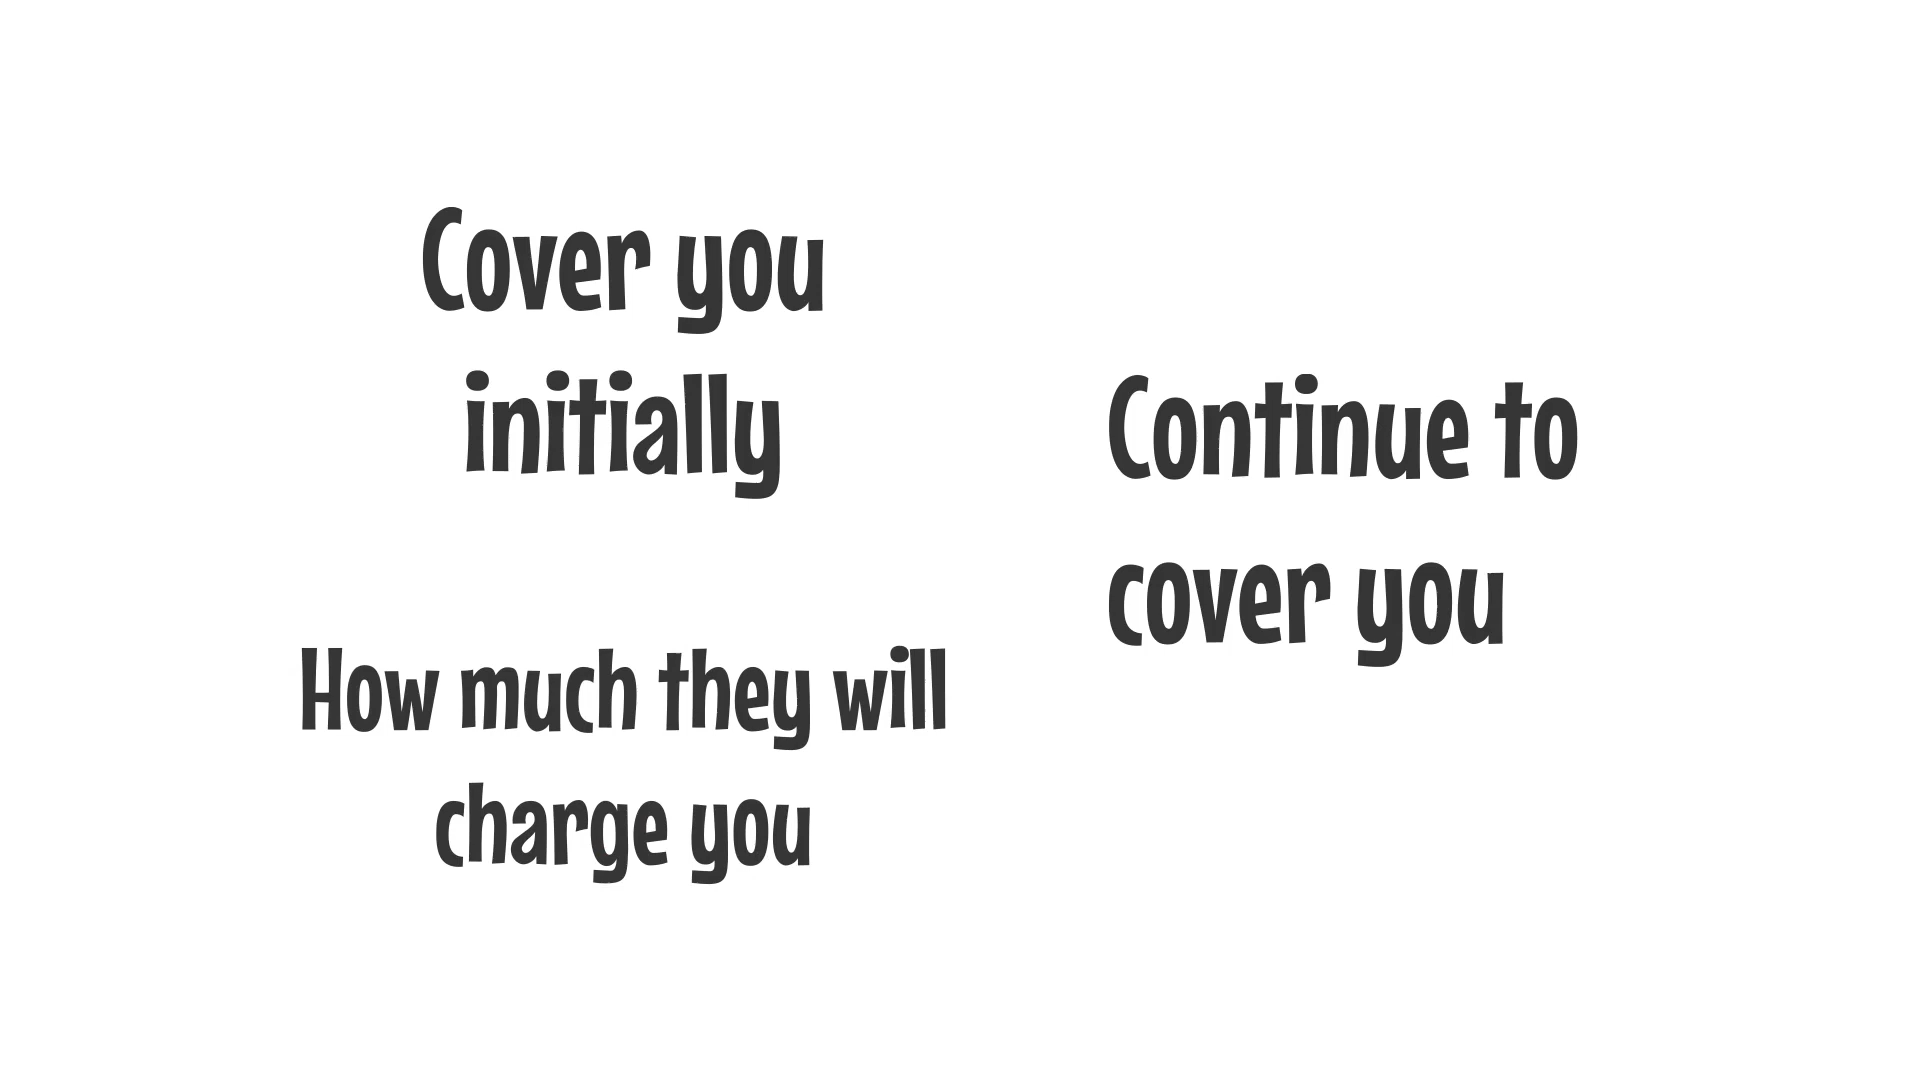 Cover you
initially
How much they will
charge you
Continue to
cover you